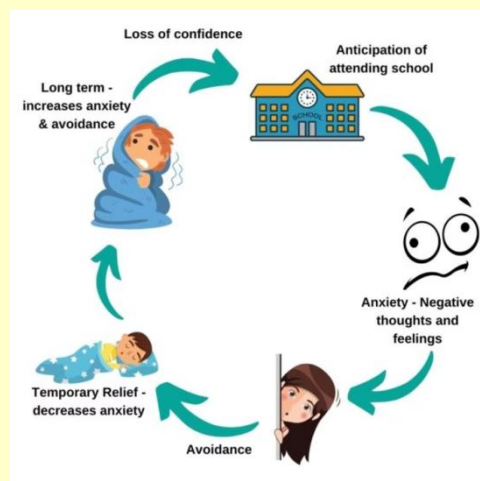 Loss of confidence
Anticipation of
attending school
SCHOOL
Anxiety - Negative
thoughts and
feelings
Avoidance
Temporary Relief -
decreases anxiety
Long term -
increases anxiety
& avoidance